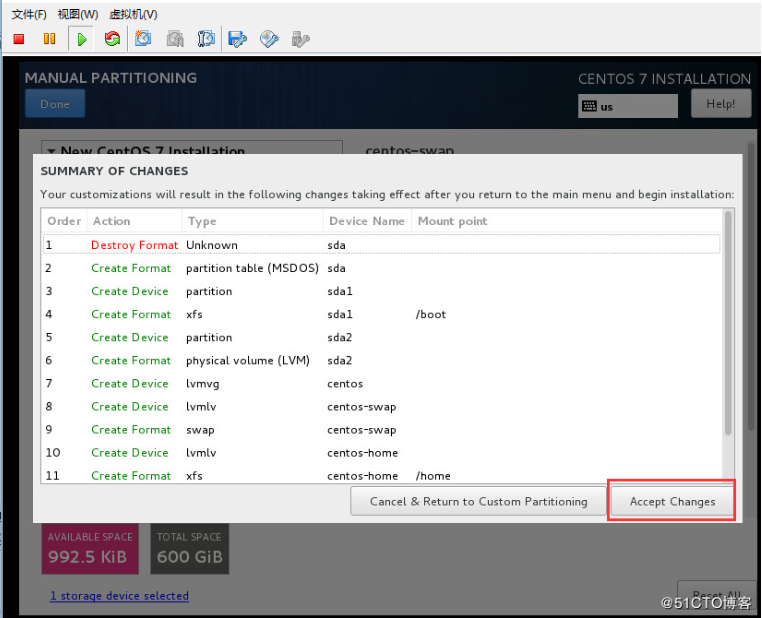 文件(F) 视图(W) 虚拟机(V)
MANUAL PARTITIONING
CENTOS 7 INSTALLATION
Done
us
Help!
New CentOS 7 Installation
centos-swap
SUMMARY OF CHANGES
Your customizations will result in the following changes taking effect after you return to the main menu and begin installation:
Order Action Type Device Name Mount point
1 Destroy Format Unknown sda
2 Create Format partition table (MSDOS) sda
3 Create Device partition sda1
4 Create Format xfs sda1 /boot
5 Create Device partition sda2
6 Create Format physical volume (LVM) sda2
7 Create Device lvmvg centos
8 Create Device lvmlv centos-swap
9 Create Format swap centos-swap
10 Create Device lvmlv centos-home
11 Create Format xfs centos-home /home
Cancel & Return to Custom Partitioning
Accept Changes
AVAILABLE SPACE
992.5 KiB
TOTAL SPACE
600 GiB
1 storage device selected
Reset All
@51CTO博客